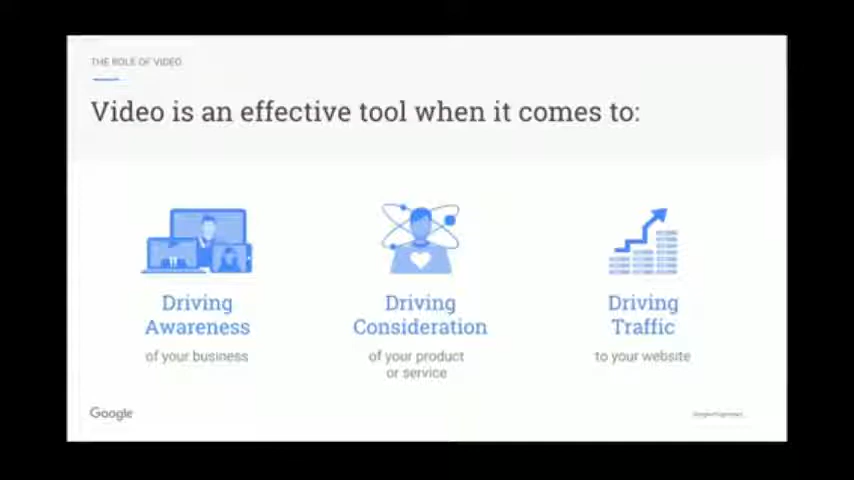 THE ROLE OF VIDEO
Video is an effective tool when it comes to:
Driving
Awareness
of your business
Driving
Consideration
of your product
or service
Driving
Traffic
to your website
Google